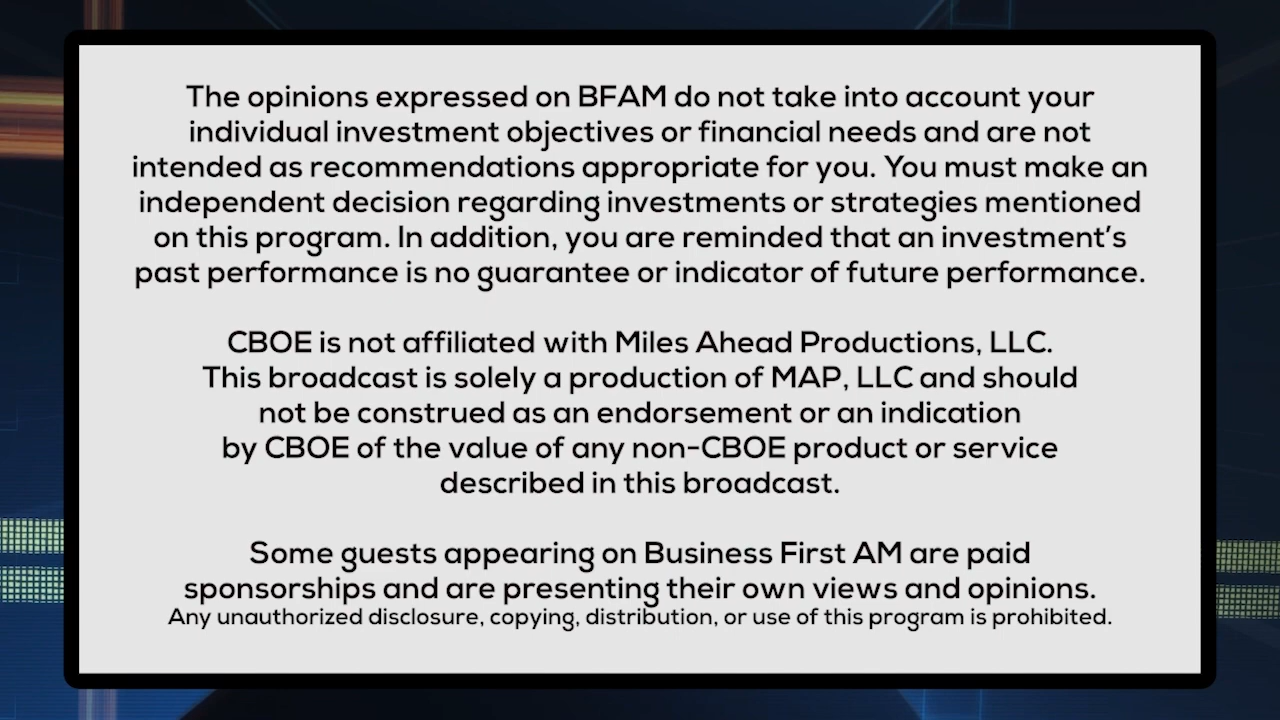 The opinions expressed on BFAM do not take into account your
individual investment objectives or financial needs and are not
intended as recommendations appropriate for you. You must make an
independent decision regarding investments or strategies mentioned
on this program. In addition, you are reminded that an investment's
past performance is no guarantee or indicator of future performance.
CBOE is not affiliated with Miles Ahead Productions, LLC.
This broadcast is solely a production of MAP, LLC and should
not be construed as an endorsement or an indication
by CBOE of the value of any non-CBOE product or service
described in this broadcast.
Some guests appearing on Business First AM are paid
sponsorships and are presenting their own views and opinions.
Any unauthorized disclosure, copying, distribution, or use of this program is prohibited.